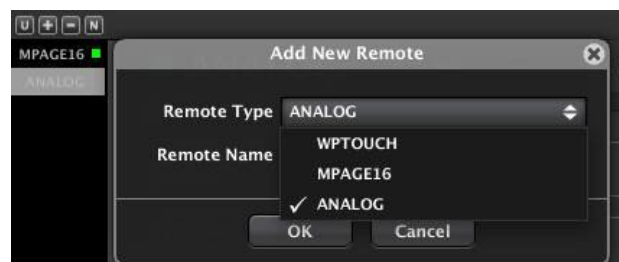 U + - N
MPAGE16
ANALOG
Add New Remote
Remote Type ANALOG
WPTOUCH
MPAGE16
✓ ANALOG
Remote Name
OK Cancel